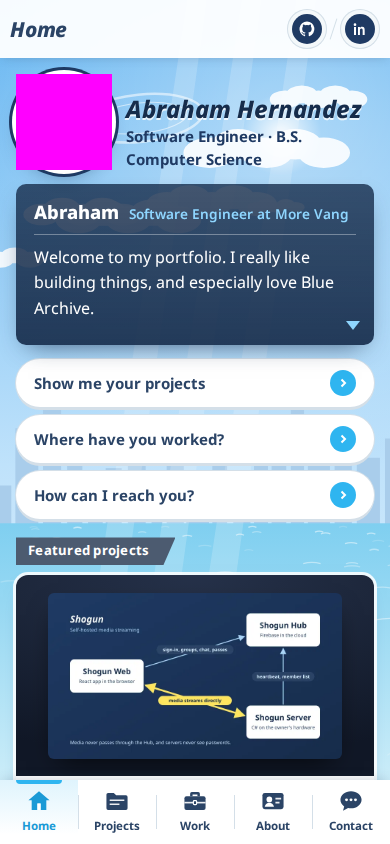 Home
in
Abraham Hernandez
Software Engineer · B.S.
Computer Science
Abraham Software Engineer at More Vang
Welcome to my portfolio. I really like
building things, and especially love Blue
Archive.
Show me your projects
Where have you worked?
How can I reach you?
Featured projects
Shogun
Self-hosted media streaming
Shogun Hub
Firebase in the cloud
sign-in, groups, chat, passes
Shogun Web
React app in the browser
heartbeat, member list
media streams directly
Shogun Server
C# on the owner's hardware
Media never passes through the Hub, and servers never see passwords.
Home
Projects
Work
About
Contact